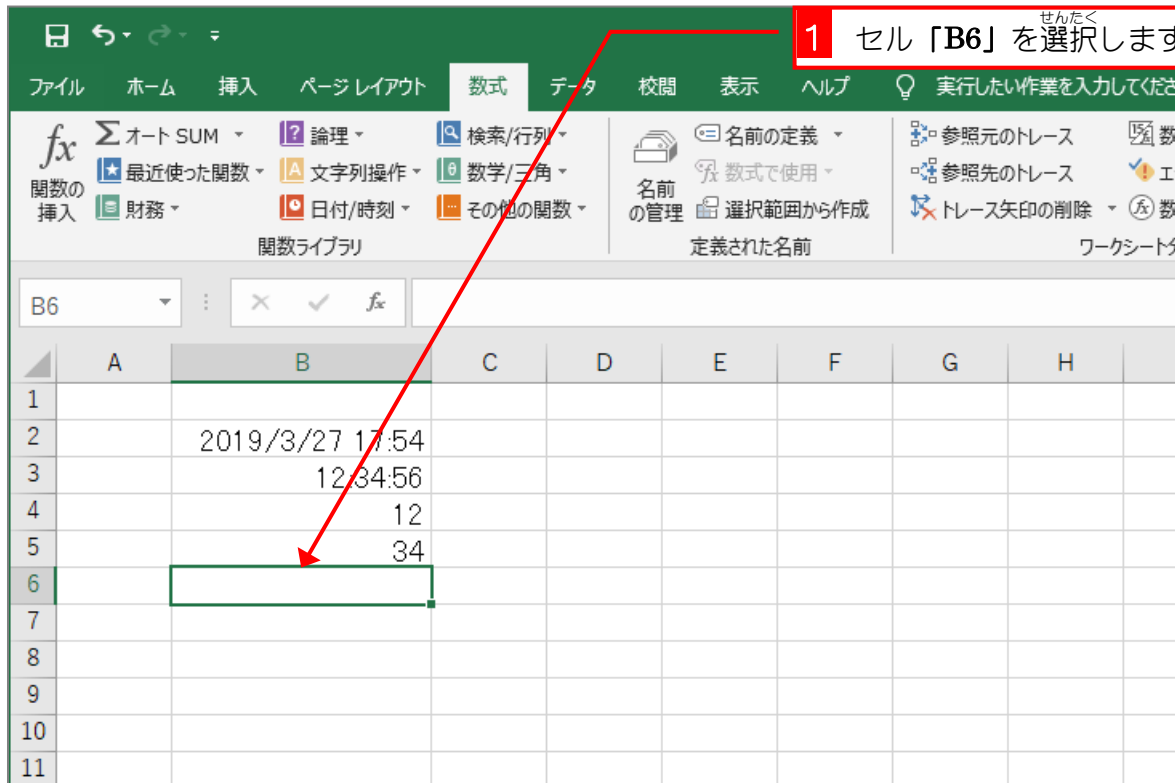 せんたく
1 セル「B6」を選択します
ファイル ホーム 挿入 ページ レイアウト 数式 データ 校閲 表示 ヘルプ 実行したい作業を入力してくださ
fx 関数の挿入
Σ オート SUM 論理 検索/行列
最近使った関数 文字列操作 数学/三角
財務 日付/時刻 その他の関数
関数ライブラリ
名前の管理
名前の定義
数式で使用
選択範囲から作成
定義された名前
参照元のトレース 数
参照先のトレース エ
トレース矢印の削除 数
ワークシート
B6 fx
A B C D E F G H
1
2 2019/3/27 17:54
3 12:34:56
4 12
5 34
6
7
8
9
10
11